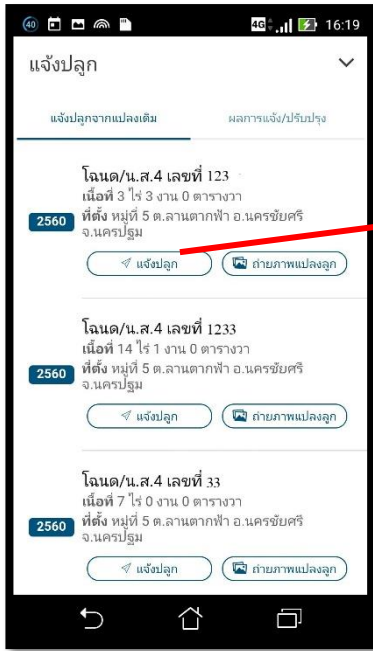 40 4G 16:19
แจ้งปลูก
แจ้งปลูกจากแปลงเดิม ผลการแจ้ง/ปรับปรุง
โฉนด/น.ส.4 เลขที่ 123
เนื้อที่ 3 ไร่ 3 งาน 0 ตารางวา
2560 ที่ตั้ง หมู่ที่ 5 ต.ลานตากฟ้า อ.นครชัยศรี
จ.นครปฐม
แจ้งปลูก ถ่ายภาพแปลงลูก
โฉนด/น.ส.4 เลขที่ 1233
เนื้อที่ 14 ไร่ 1 งาน 0 ตารางวา
2560 ที่ตั้ง หมู่ที่ 5 ต.ลานตากฟ้า อ.นครชัยศรี
จ.นครปฐม
แจ้งปลูก ถ่ายภาพแปลงลูก
โฉนด/น.ส.4 เลขที่ 33
เนื้อที่ 7 ไร่ 0 งาน 0 ตารางวา
2560 ที่ตั้ง หมู่ที่ 5 ต.ลานตากฟ้า อ.นครชัยศรี
จ.นครปฐม
แจ้งปลูก ถ่ายภาพแปลงลูก